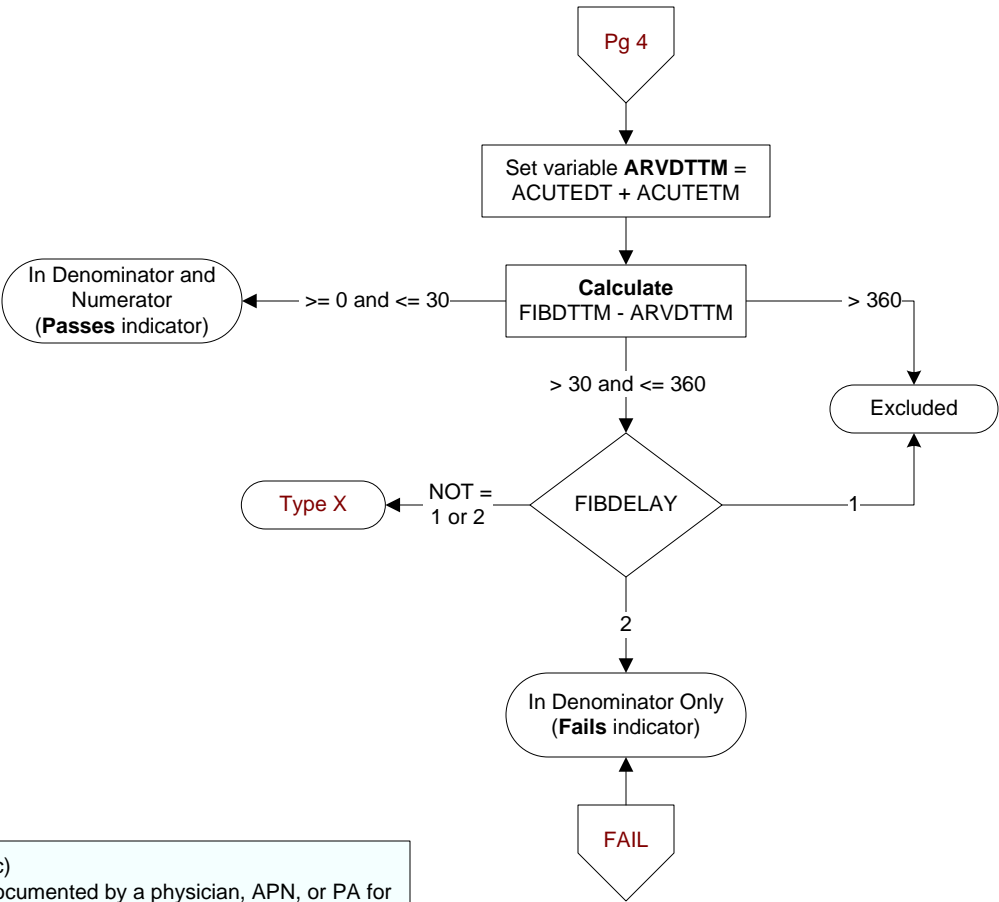 Pg 4
Set variable ARVDTTM =
ACUTEDT + ACUTETM
In Denominator and
Numerator
(Passes indicator)
>= 0 and <= 30
Calculate
FIBDTTM - ARVDTTM
> 360
> 30 and <= 360
Excluded
Type X
NOT =
1 or 2
FIBDELAY
1
2
In Denominator Only
(Fails indicator)
FAIL
c)
ocumented by a physician, APN, or PA for